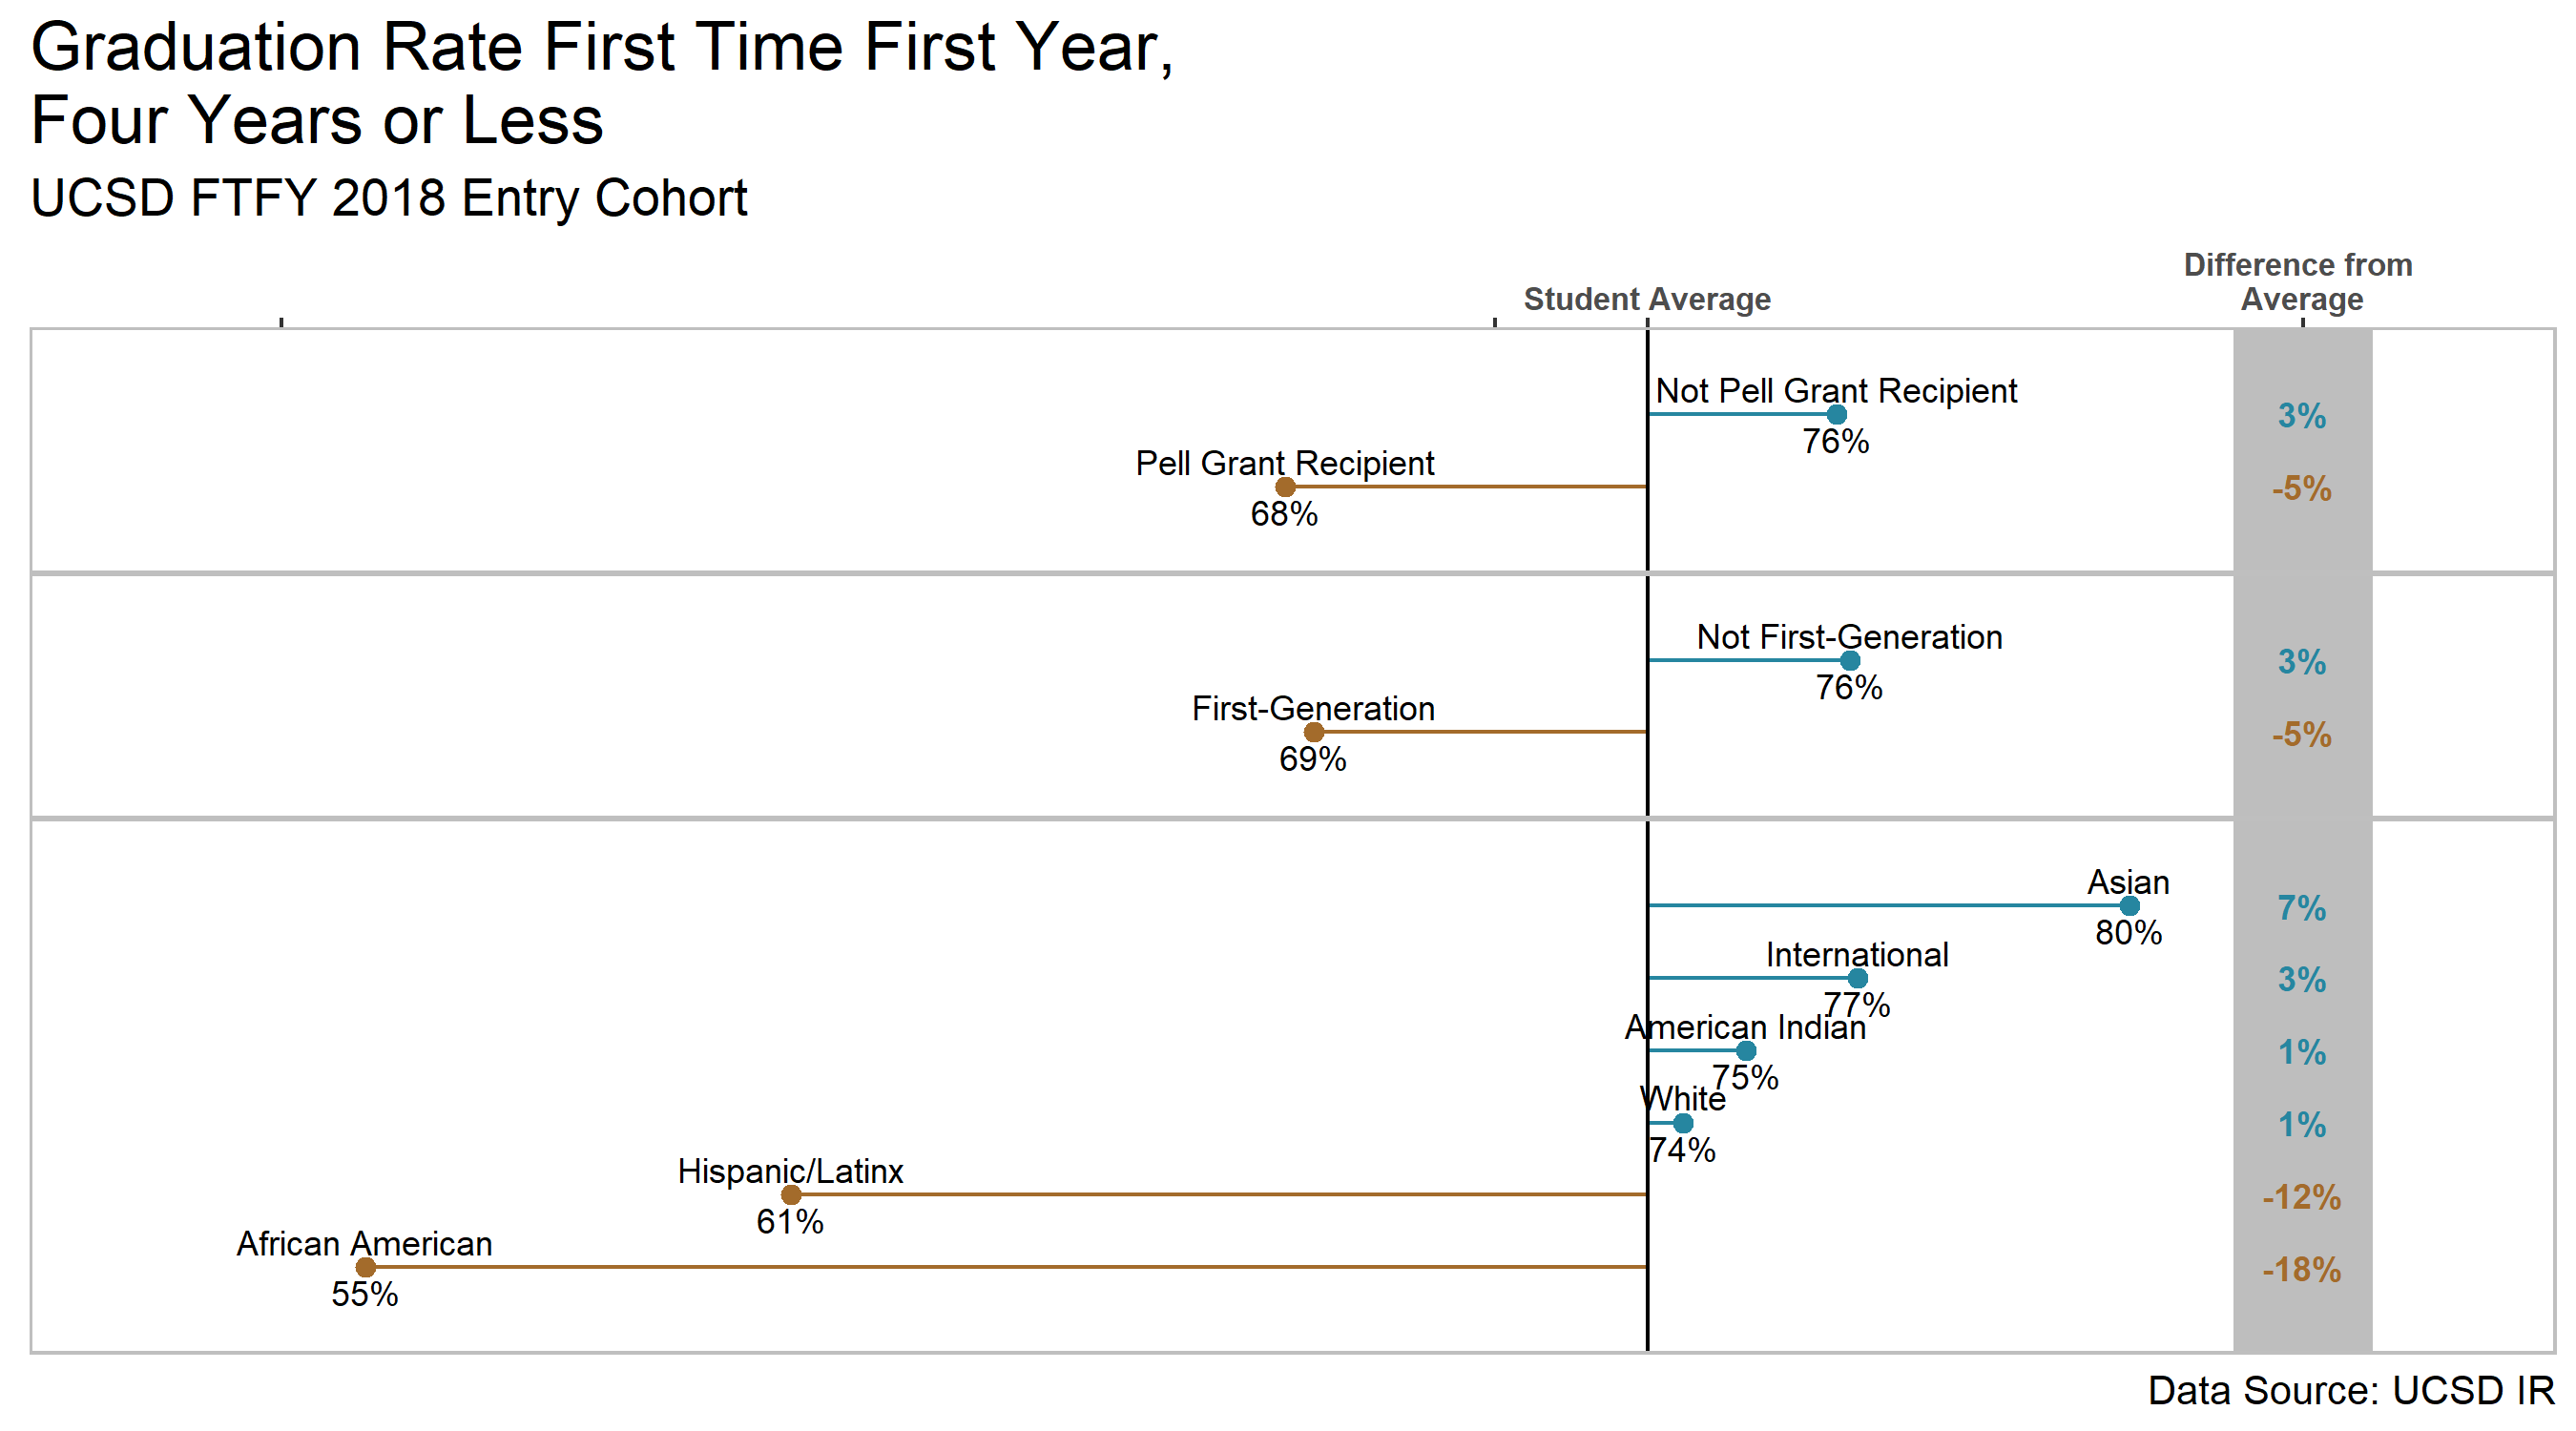 Graduation Rate First Time First Year,
Four Years or Less
UCSD FTFY 2018 Entry Cohort
Difference from
Student Average
Average
Not Pell Grant Recipient
3%
76%
Pell Grant Recipient
-5%
68%
Not First-Generation
3%
76%
First-Generation
-5%
69%
Asian
7%
80%
International
3%
77%
American Indian
1%
75%
White
1%
74%
Hispanic/Latinx
-12%
61%
African American
-18%
55%
Data Source: UCSD IR